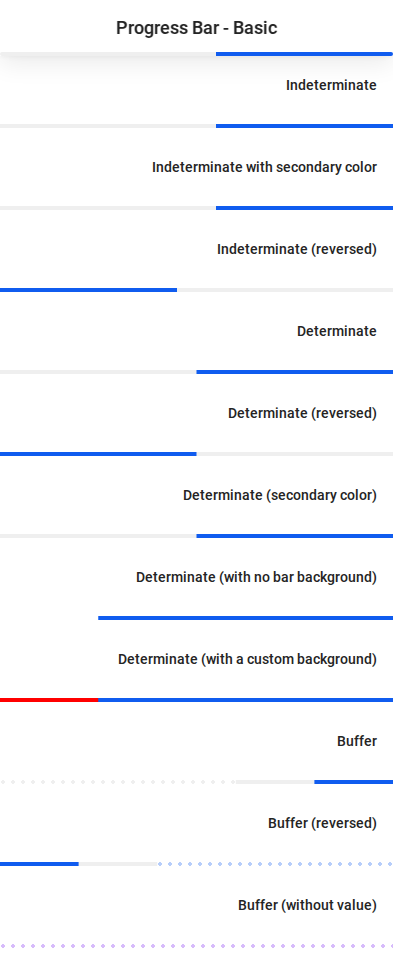 Progress Bar - Basic
Indeterminate
Indeterminate with secondary color
Indeterminate (reversed)
Determinate
Determinate (reversed)
Determinate (secondary color)
Determinate (with no bar background)
Determinate (with a custom background)
Buffer
Buffer (reversed)
Buffer (without value)